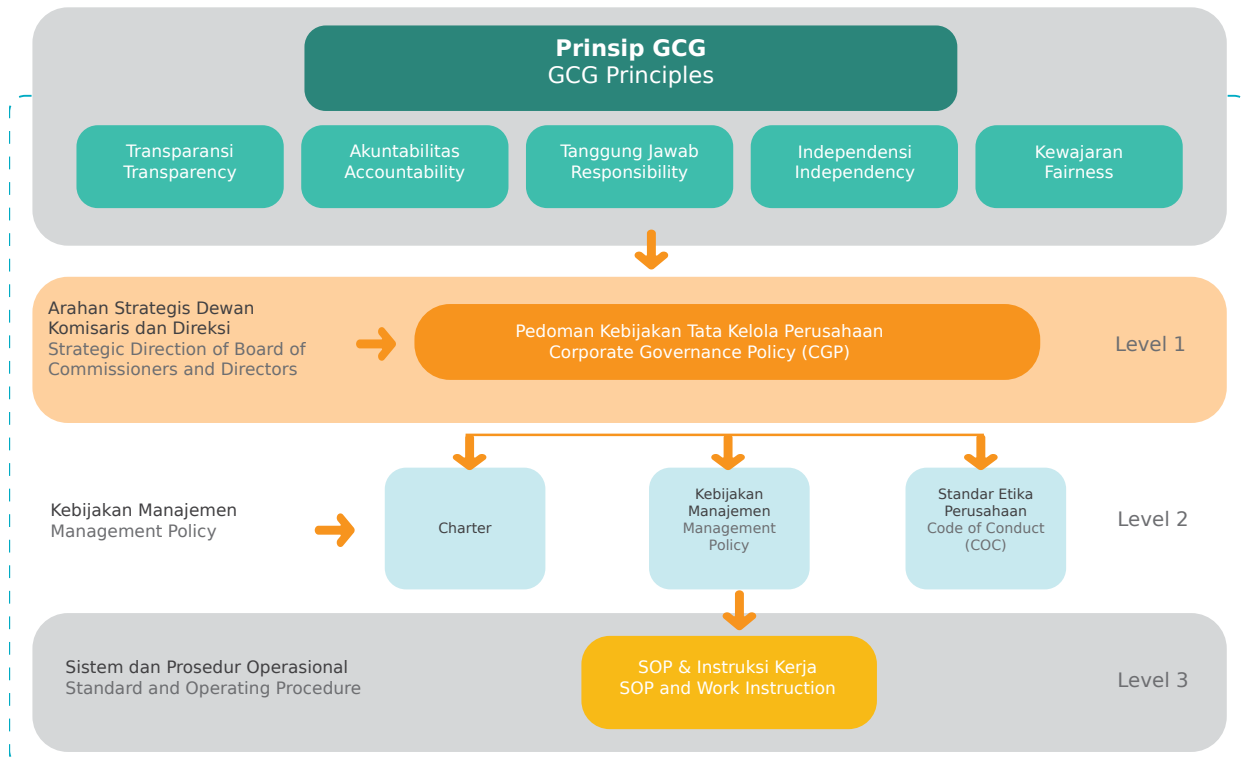 Prinsip GCG
GCG Principles
Transparansi
Transparency
Akuntabilitas
Accountability
Tanggung Jawab
Responsibility
Independensi
Independency
Kewajaran
Fairness
Arahan Strategis Dewan
Komisaris dan Direksi
Strategic Direction of Board of
Commissioners and Directors
Pedoman Kebijakan Tata Kelola Perusahaan
Corporate Governance Policy (CGP)
Level 1
Kebijakan Manajemen
Management Policy
Charter
Kebijakan
Manajemen
Management
Policy
Standar Etika
Perusahaan
Code of Conduct
(COC)
Level 2
Sistem dan Prosedur Operasional
Standard and Operating Procedure
SOP & Instruksi Kerja
SOP and Work Instruction
Level 3